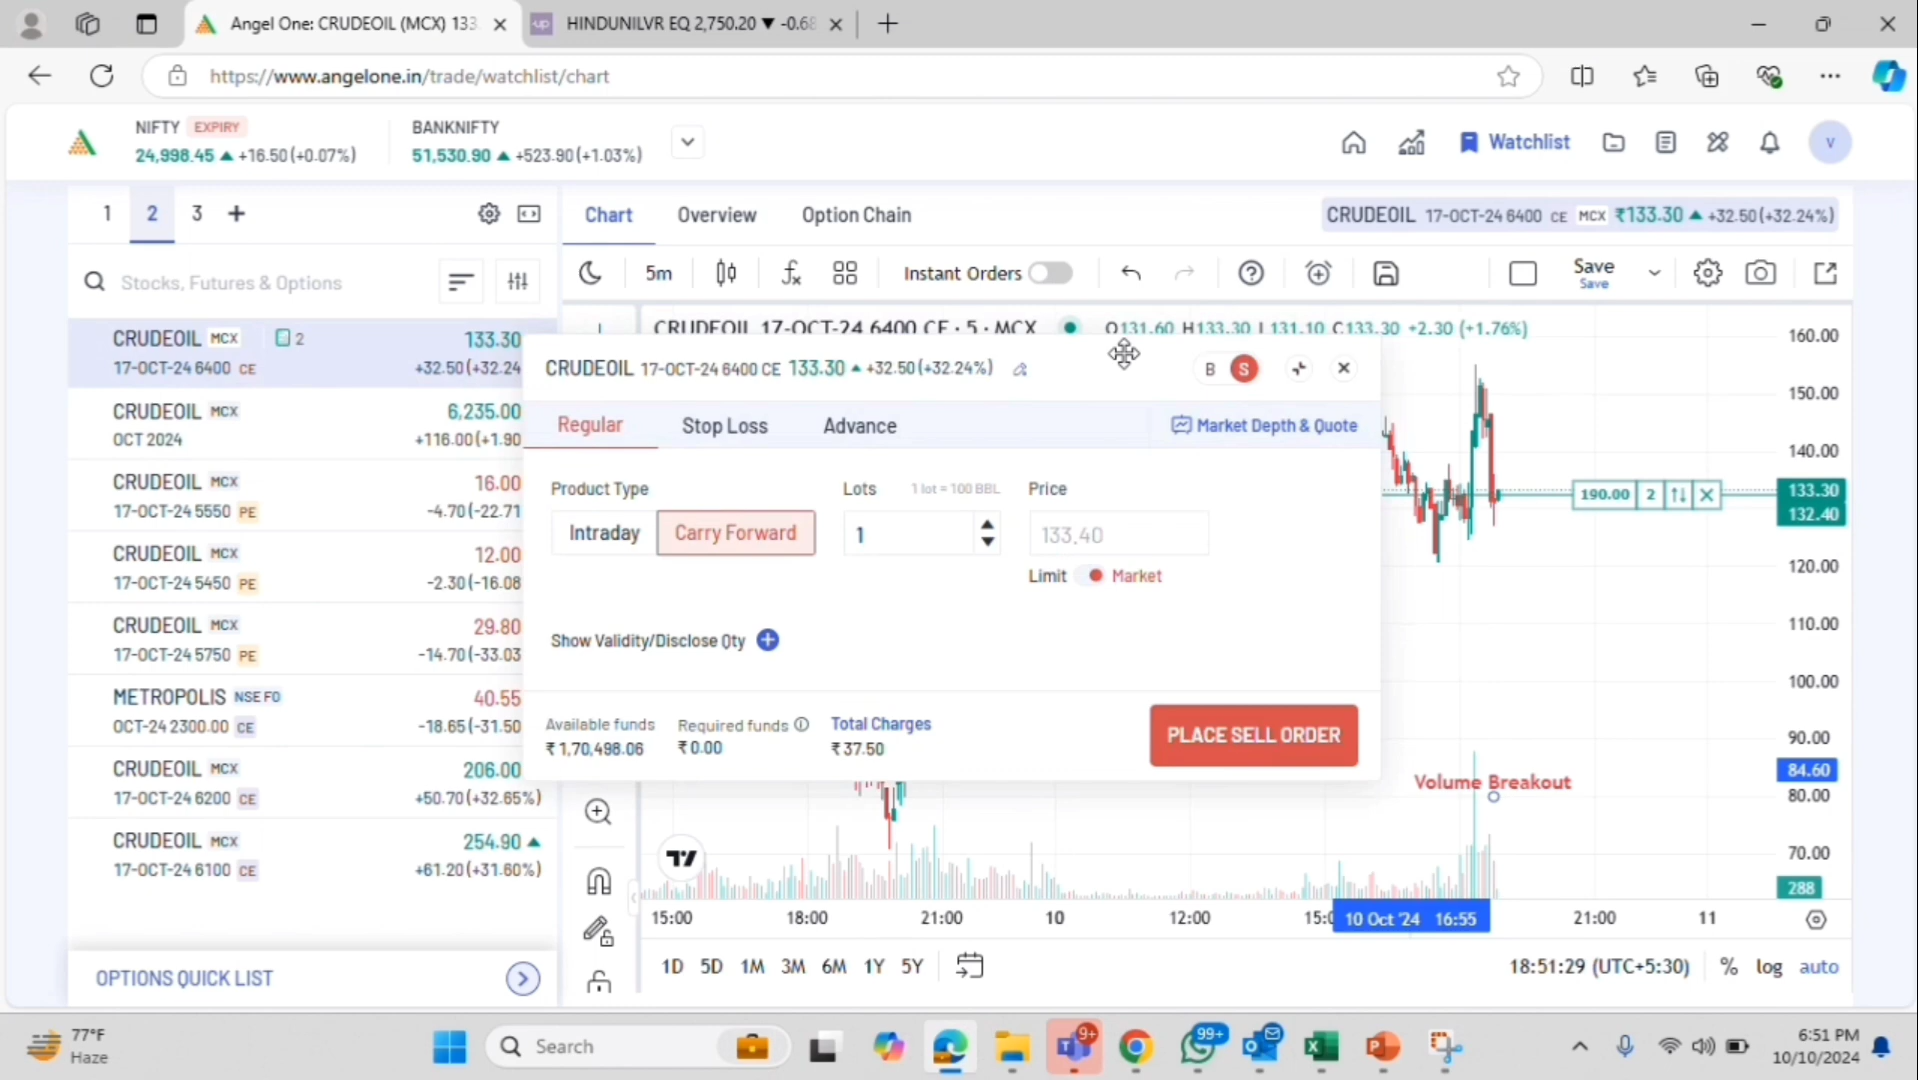 Angel One: CRUDEOIL (MCX) 133
HINDUNILVR EQ 2,750.20 ▼ -0.68
https://www.angelone.in/trade/watchlist/chart
NIFTY EXPIRY
24,998.45 ▲ +16.50(+0.07%)
BANKNIFTY
51,530.90 ▲ +523.90(+1.03%)
Watchlist
V
1 2 3 +
Stocks, Futures & Options
CRUDEOIL MCX 2 133.30
17-OCT-24 6400 CE +32.50(+32.24
CRUDEOIL MCX 6,235.00
OCT 2024 +116.00(+1.90
CRUDEOIL MCX 16.00
17-OCT-24 5550 PE -4.70(-22.71
CRUDEOIL MCX 12.00
17-OCT-24 5450 PE -2.30(-16.08
CRUDEOIL MCX 29.80
17-OCT-24 5750 PE -14.70(-33.03
METROPOLIS NSE FO 40.55
OCT-24 2300.00 CE -18.65(-31.50
CRUDEOIL MCX 206.00
17-OCT-24 6200 CE +50.70(+32.65%)
CRUDEOIL MCX 254.90 ▲
17-OCT-24 6100 CE +61.20(+31.60%)
OPTIONS QUICK LIST
Chart Overview Option Chain
CRUDEOIL 17-OCT-24 6400 CE MCX ₹133.30 ▲ +32.50(+32.24%)
5m Instant Orders Save
Save
CRUDEOIL 17-OCT-24 6400 CE · 5 · MCX O131.60 H133.30 L131.10 C133.30 +2.30 (+1.76%)
CRUDEOIL 17-OCT-24 6400 CE 133.30 ▲ +32.50(+32.24%) B S
Regular Stop Loss Advance Market Depth & Quote
Product Type Lots 1 lot = 100 BBL Price
Intraday Carry Forward 1 133.40
Limit Market
Show Validity/Disclose Qty
Available funds Required funds Total Charges
₹1,70,498.06 ₹0.00 ₹37.50
PLACE SELL ORDER
160.00
150.00
140.00
190.00 2
133.30
132.40
120.00
110.00
100.00
90.00
84.60
80.00
70.00
288
Volume Breakout
15:00 18:00 21:00 10 12:00 15:0 10 Oct '24 16:55 21:00 11
1D 5D 1M 3M 6M 1Y 5Y
18:51:29 (UTC+5:30) % log auto
77°F
Haze
Search
9+
99+
6:51 PM
10/10/2024